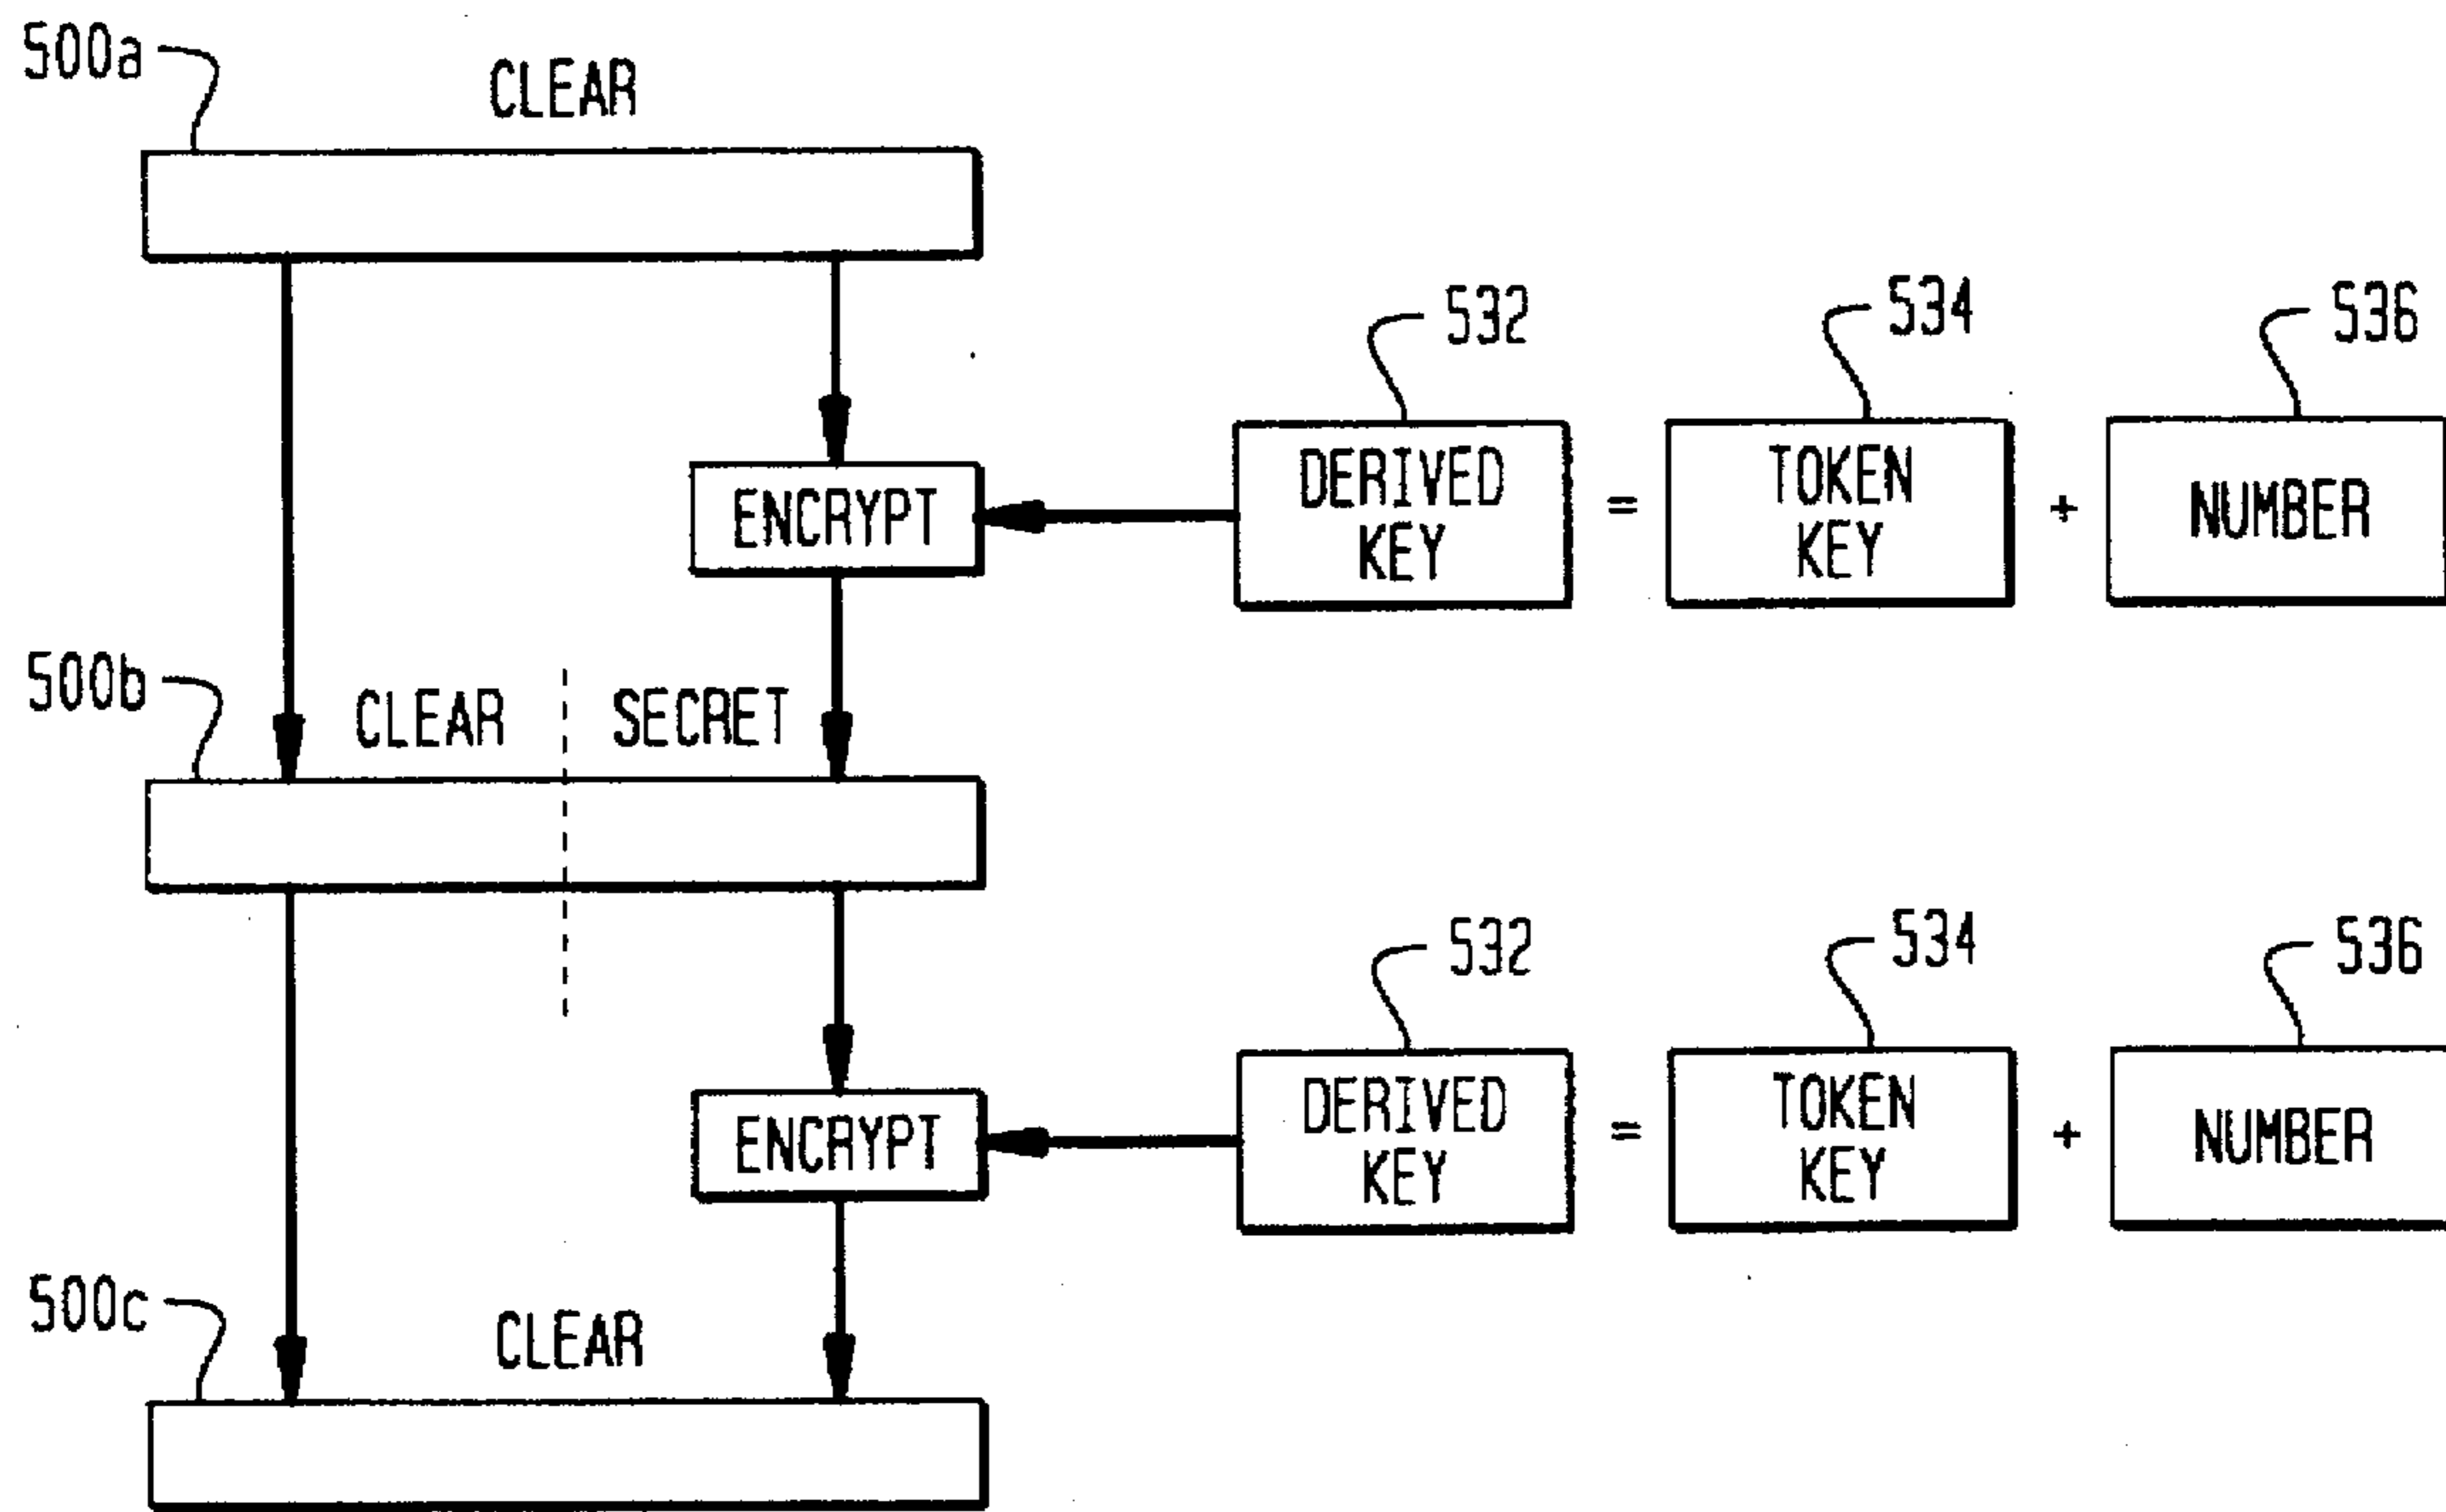 500a
CLEAR
532
534
536
ENCRYPT
DERIVED
KEY
=
TOKEN
KEY
+
NUMBER
500b
CLEAR
SECRET
532
534
536
ENCRYPT
DERIVED
KEY
=
TOKEN
KEY
+
NUMBER
500c
CLEAR